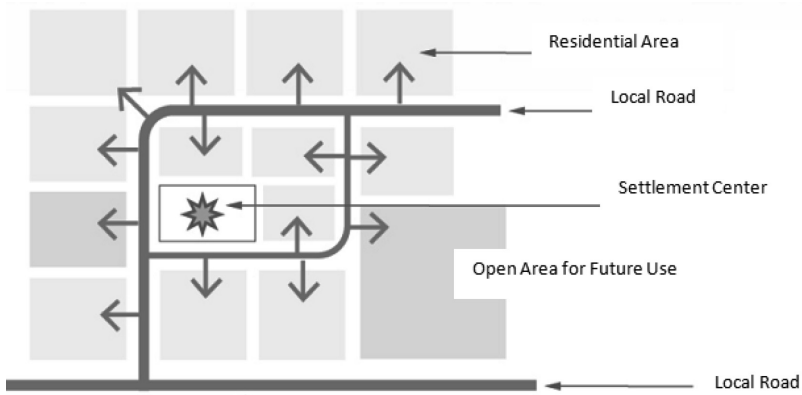 Residential Area
Local Road
Settlement Center
Open Area for Future Use
Local Road